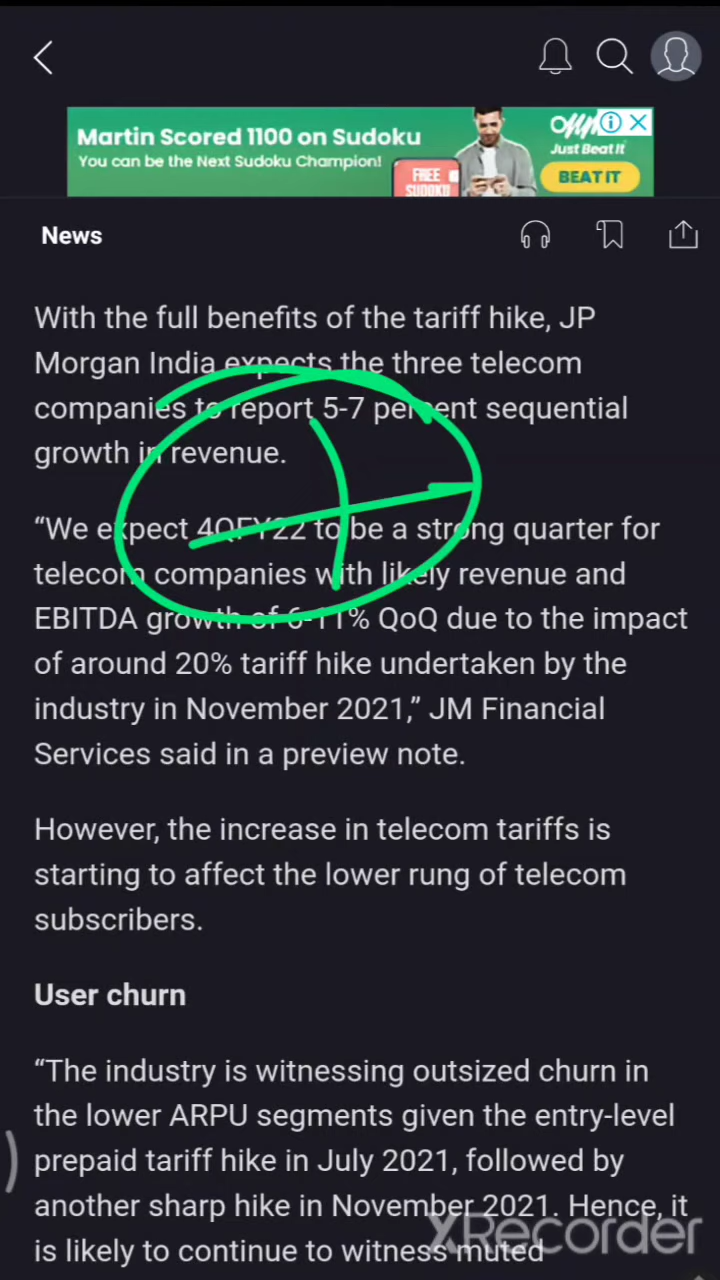 Martin Scored 1100 on Sudoku
You can be the Next Sudoku Champion!
Just Beat It
FREE
SUDOKU
BEAT IT
News
With the full benefits of the tariff hike, JP
Morgan India expects the three telecom
companies to report 5-7 percent sequential
growth in revenue.
“We expect 4QFY22 to be a strong quarter for
telecom companies with likely revenue and
EBITDA growth of 6-11% QoQ due to the impact
of around 20% tariff hike undertaken by the
industry in November 2021,” JM Financial
Services said in a preview note.
However, the increase in telecom tariffs is
starting to affect the lower rung of telecom
subscribers.
User churn
“The industry is witnessing outsized churn in
the lower ARPU segments given the entry-level
prepaid tariff hike in July 2021, followed by
another sharp hike in November 2021. Hence, it
is likely to continue to witness muted
XRecorder